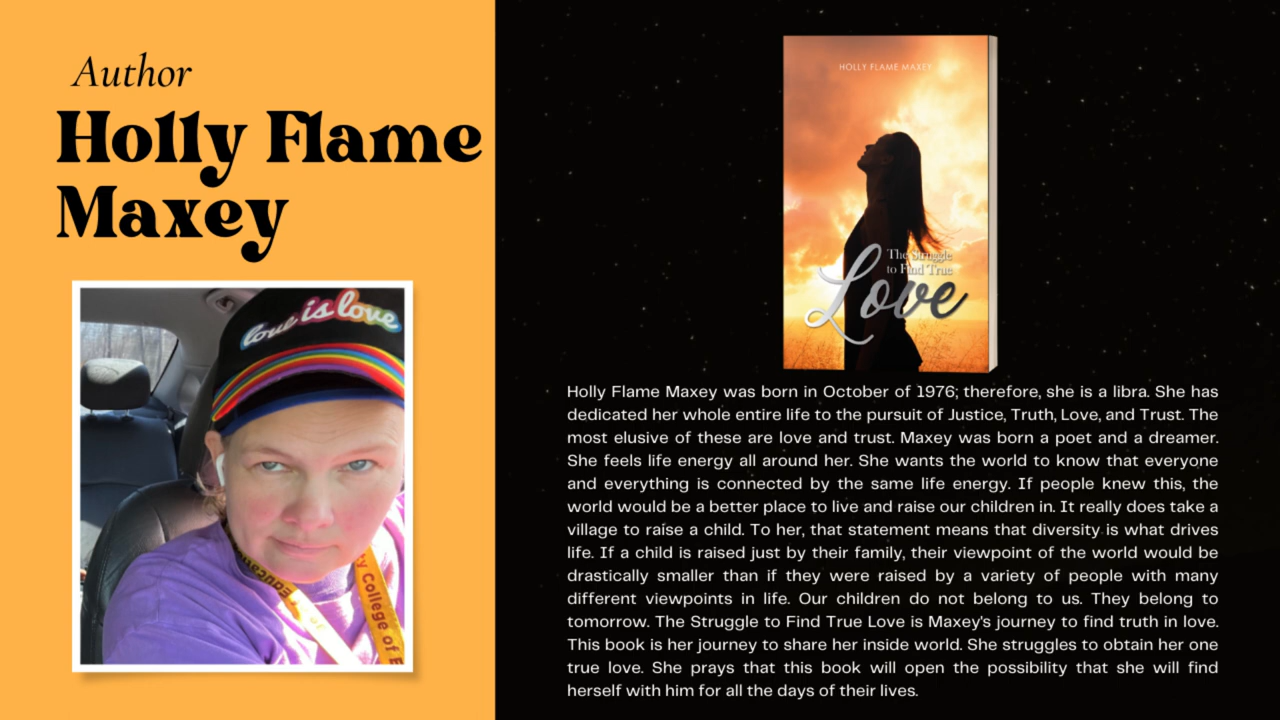 Author
Holly Flame
Maxey
love is love
Education
y College of E
HOLLY FLAME MAXEY
The Struggle
to Find True
Love
Holly Flame Maxey was born in October of 1976; therefore, she is a libra. She has
dedicated her whole entire life to the pursuit of Justice, Truth, Love, and Trust. The
most elusive of these are love and trust. Maxey was born a poet and a dreamer.
She feels life energy all around her. She wants the world to know that everyone
and everything is connected by the same life energy. If people knew this, the
world would be a better place to live and raise our children in. It really does take a
village to raise a child. To her, that statement means that diversity is what drives
life. If a child is raised just by their family, their viewpoint of the world would be
drastically smaller than if they were raised by a variety of people with many
different viewpoints in life. Our children do not belong to us. They belong to
tomorrow. The Struggle to Find True Love is Maxey's journey to find truth in love.
This book is her journey to share her inside world. She struggles to obtain her one
true love. She prays that this book will open the possibility that she will find
herself with him for all the days of their lives.